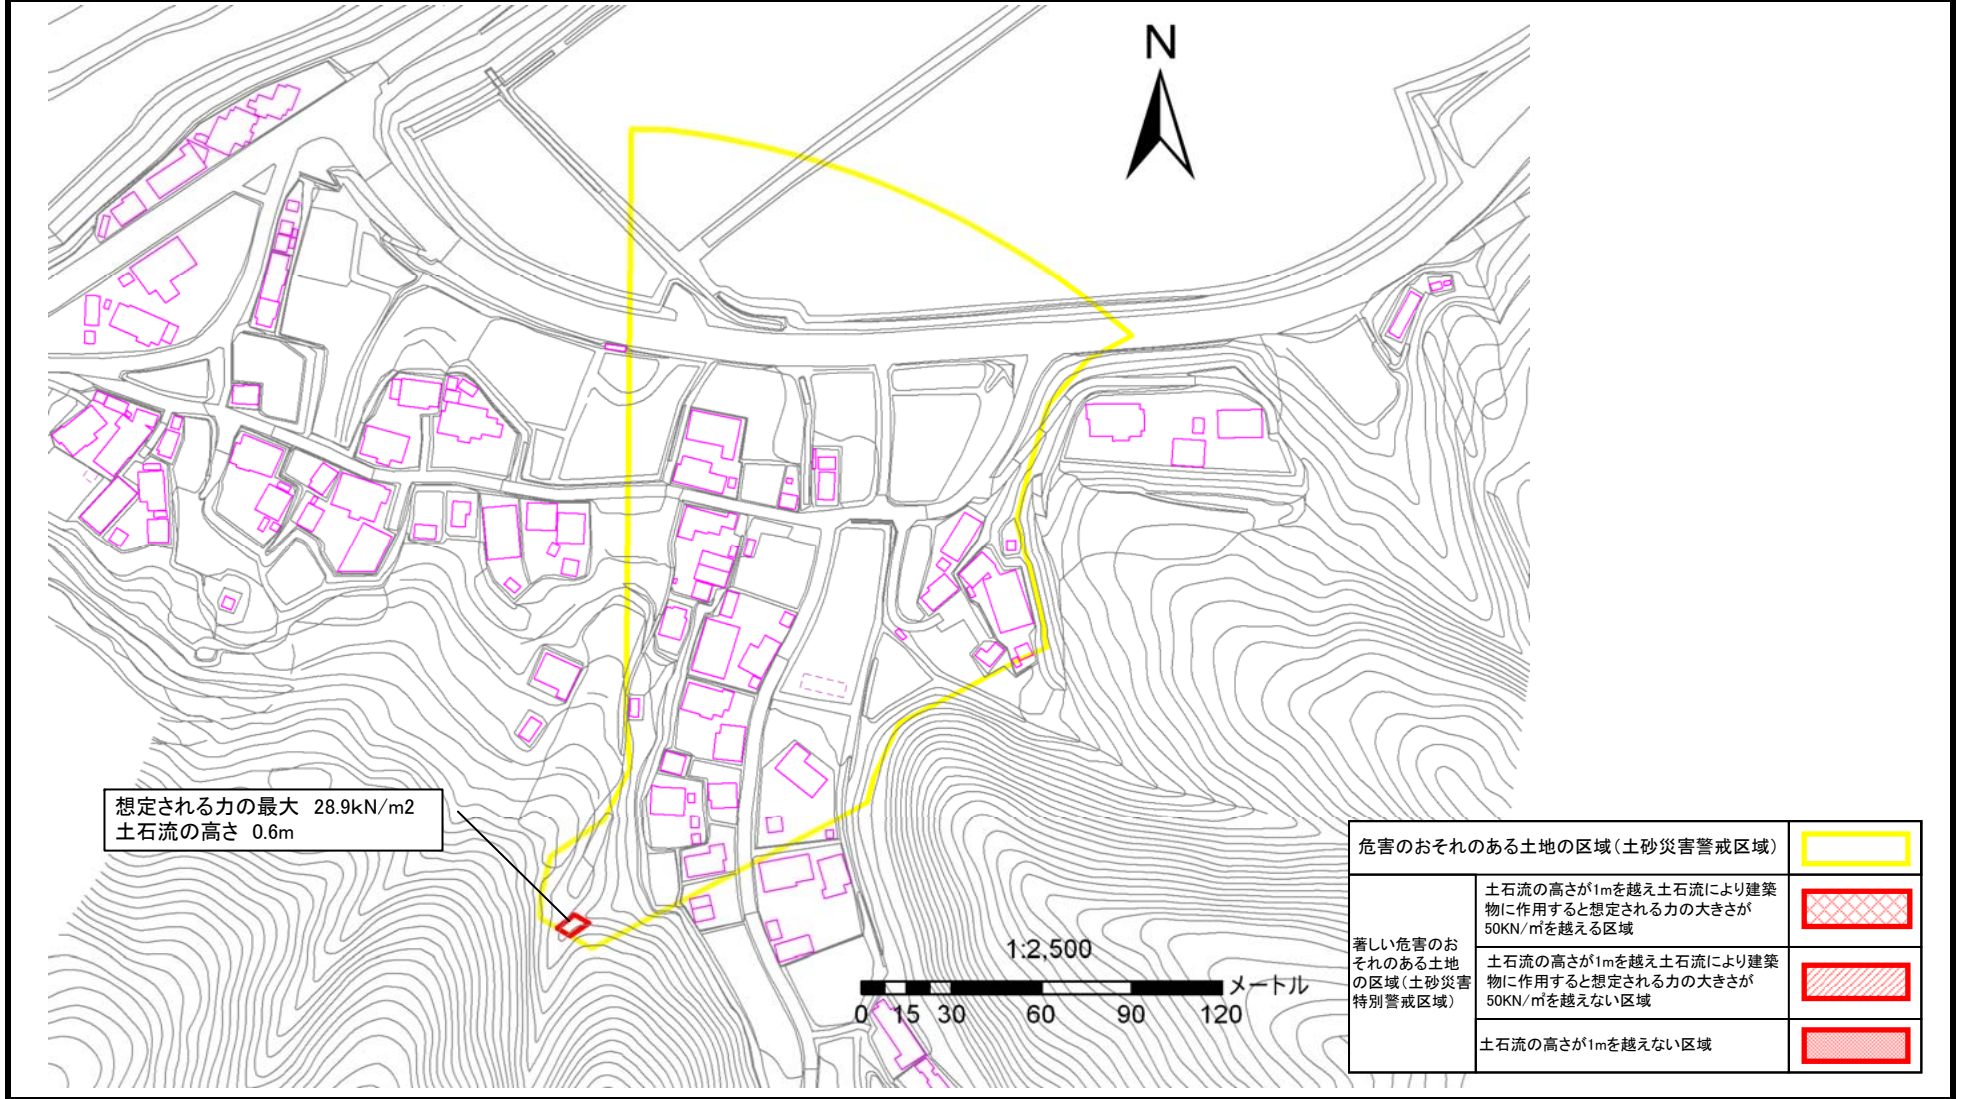 N
想定される力の最大 28.9kN/m2
土石流の高さ 0.6m
1:2,500
メートル
0 15 30 60 90 120
危害のおそれのある土地の区域(土砂災害警戒区域)
著しい危害のお
それのある土地
の区域(土砂災害
特別警戒区域)
土石流の高さが1mを越え土石流により建築
物に作用すると想定される力の大きさが
50KN/㎡を越える区域
土石流の高さが1mを越え土石流により建築
物に作用すると想定される力の大きさが
50KN/㎡を越えない区域
土石流の高さが1mを越えない区域